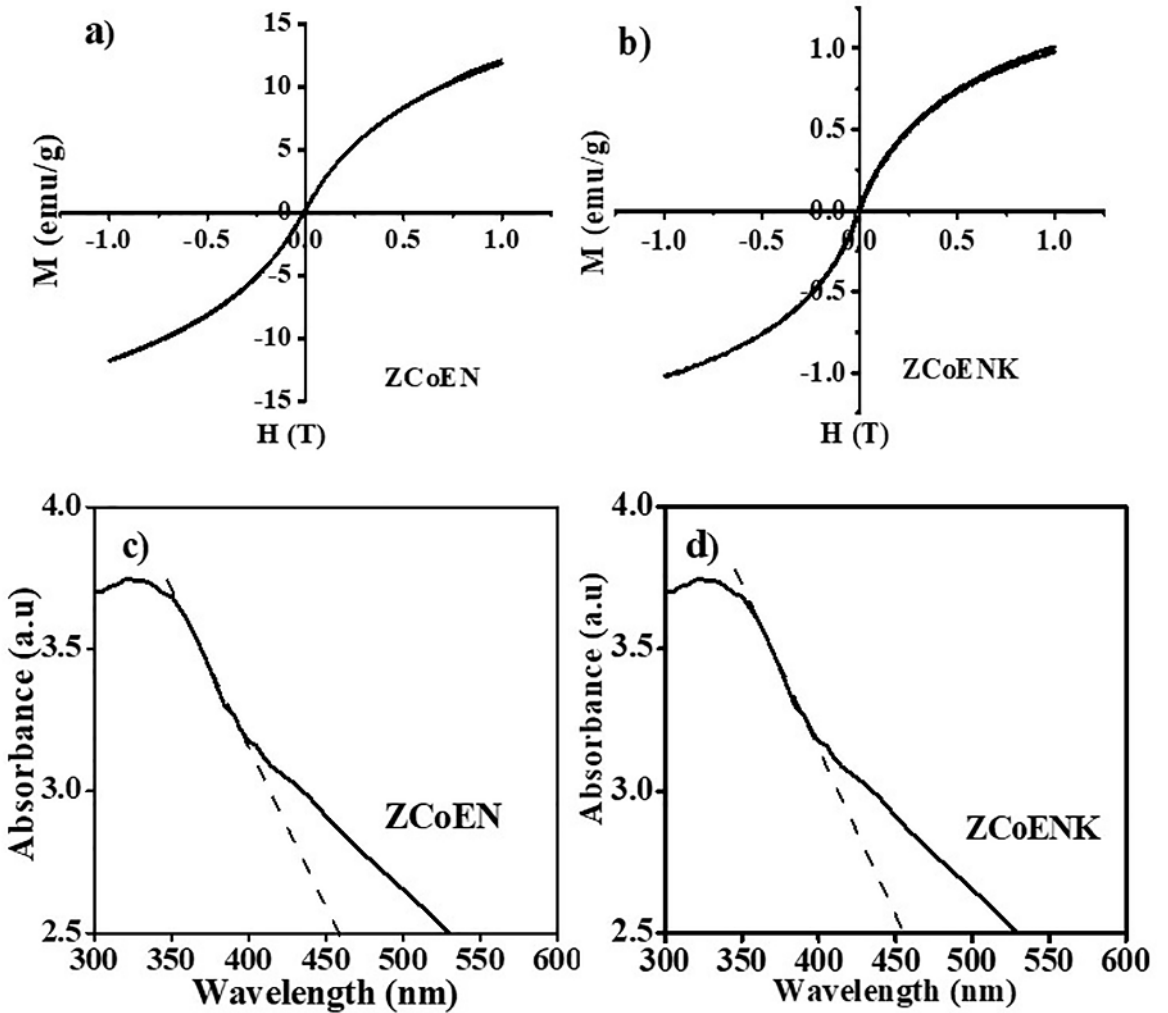 a)
M (emu/g)
15
10
5
0
-5
-10
-15
-1.0 -0.5 0.0 0.5 1.0
ZCoEN
H (T)
b)
M (emu/g)
1.0
0.5
0.0
-0.5
-1.0
-1.0 -0.5 0.0 0.5 1.0
ZCoENK
H (T)
c)
Absorbance (a.u)
4.0
3.5
3.0
2.5
ZCoEN
300 350 400 450 500 550 600
Wavelength (nm)
d)
Absorbance (a.u)
4.0
3.5
3.0
2.5
ZCoENK
300 350 400 450 500 550 600
Wavelength (nm)